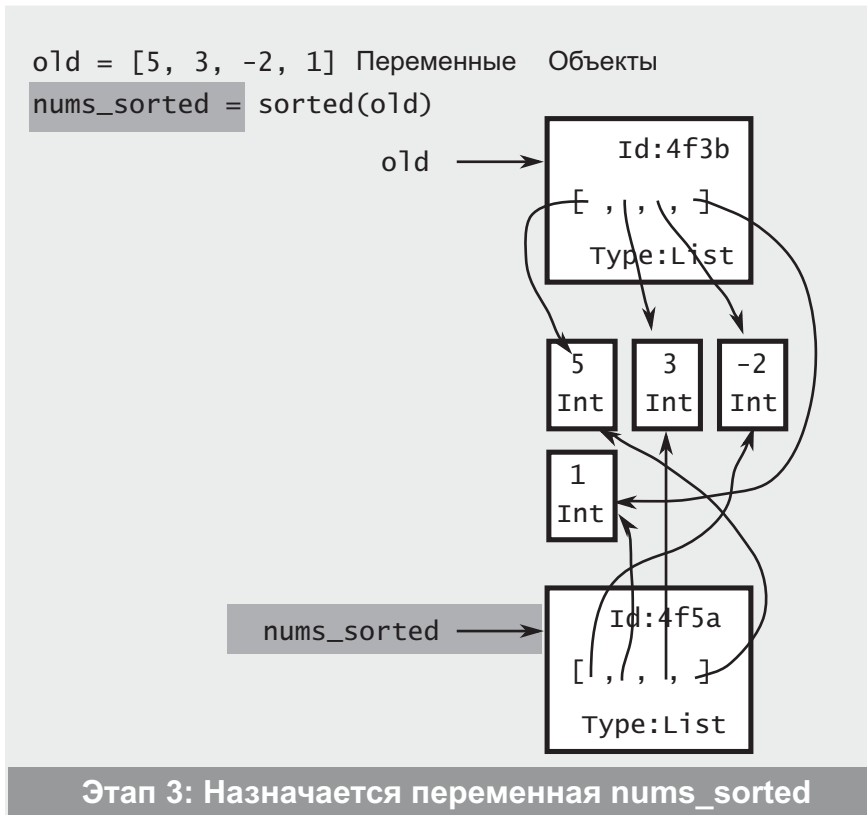 old = [5, 3, -2, 1] Переменные Объекты
nums_sorted = sorted(old)
Id:4f3b
old
[ , , , ]
Type:List
5 3 -2
Int Int Int
1
Int
Id:4f5a
nums_sorted
[ , , , ]
Type:List
Этап 3: Назначается переменная nums_sorted